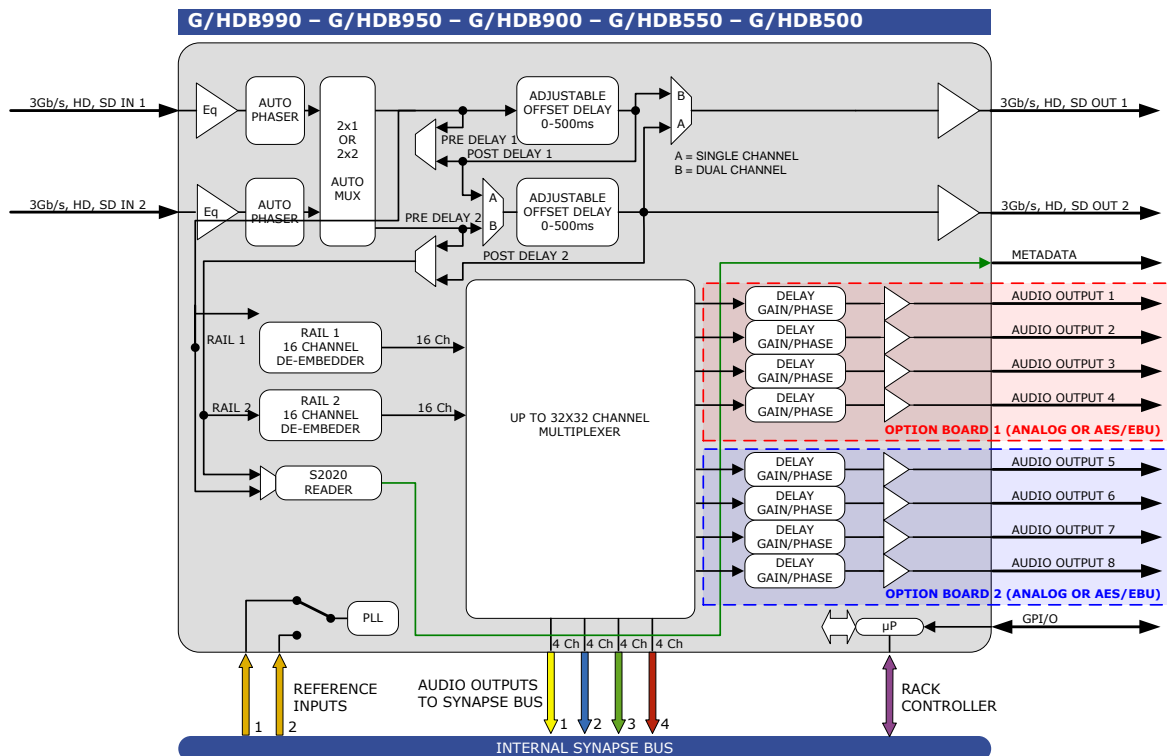 G/HDB990 – G/HDB950 – G/HDB900 – G/HDB550 – G/HDB500
3Gb/s, HD, SD IN 1
Eq
AUTO
PHASER
2x1
OR
2x2
AUTO
MUX
ADJUSTABLE
OFFSET DELAY
0-500ms
B
A
3Gb/s, HD, SD OUT 1
PRE DELAY 1
POST DELAY 1
A = SINGLE CHANNEL
B = DUAL CHANNEL
3Gb/s, HD, SD IN 2
Eq
AUTO
PHASER
A
B
ADJUSTABLE
OFFSET DELAY
0-500ms
3Gb/s, HD, SD OUT 2
PRE DELAY 2
POST DELAY 2
METADATA
RAIL 1
RAIL 1
16 CHANNEL
DE-EMBEDDER
16 Ch
RAIL 2
RAIL 2
16 CHANNEL
DE-EMBEDER
16 Ch
S2020
READER
UP TO 32X32 CHANNEL
MULTIPLEXER
DELAY
GAIN/PHASE
AUDIO OUTPUT 1
DELAY
GAIN/PHASE
AUDIO OUTPUT 2
DELAY
GAIN/PHASE
AUDIO OUTPUT 3
DELAY
GAIN/PHASE
AUDIO OUTPUT 4
OPTION BOARD 1 (ANALOG OR AES/EBU)
DELAY
GAIN/PHASE
AUDIO OUTPUT 5
DELAY
GAIN/PHASE
AUDIO OUTPUT 6
DELAY
GAIN/PHASE
AUDIO OUTPUT 7
DELAY
GAIN/PHASE
AUDIO OUTPUT 8
OPTION BOARD 2 (ANALOG OR AES/EBU)
PLL
µP
GPI/O
4 Ch
4 Ch
4 Ch
4 Ch
REFERENCE
INPUTS
1
2
AUDIO OUTPUTS
TO SYNAPSE BUS
1
2
3
4
RACK
CONTROLLER
INTERNAL SYNAPSE BUS